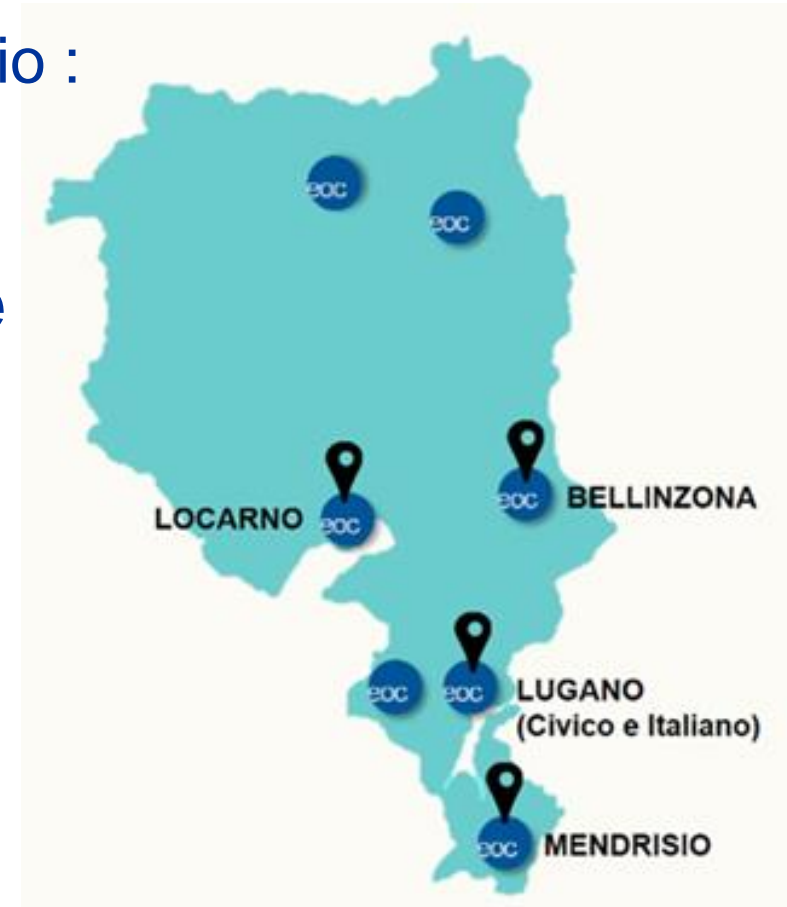 io :
eoc
eoc
e
BELLINZONA
eoc
LOCARNO
eoc
eoc
eoc
LUGANO
(Civico e Italiano)
eoc
MENDRISIO